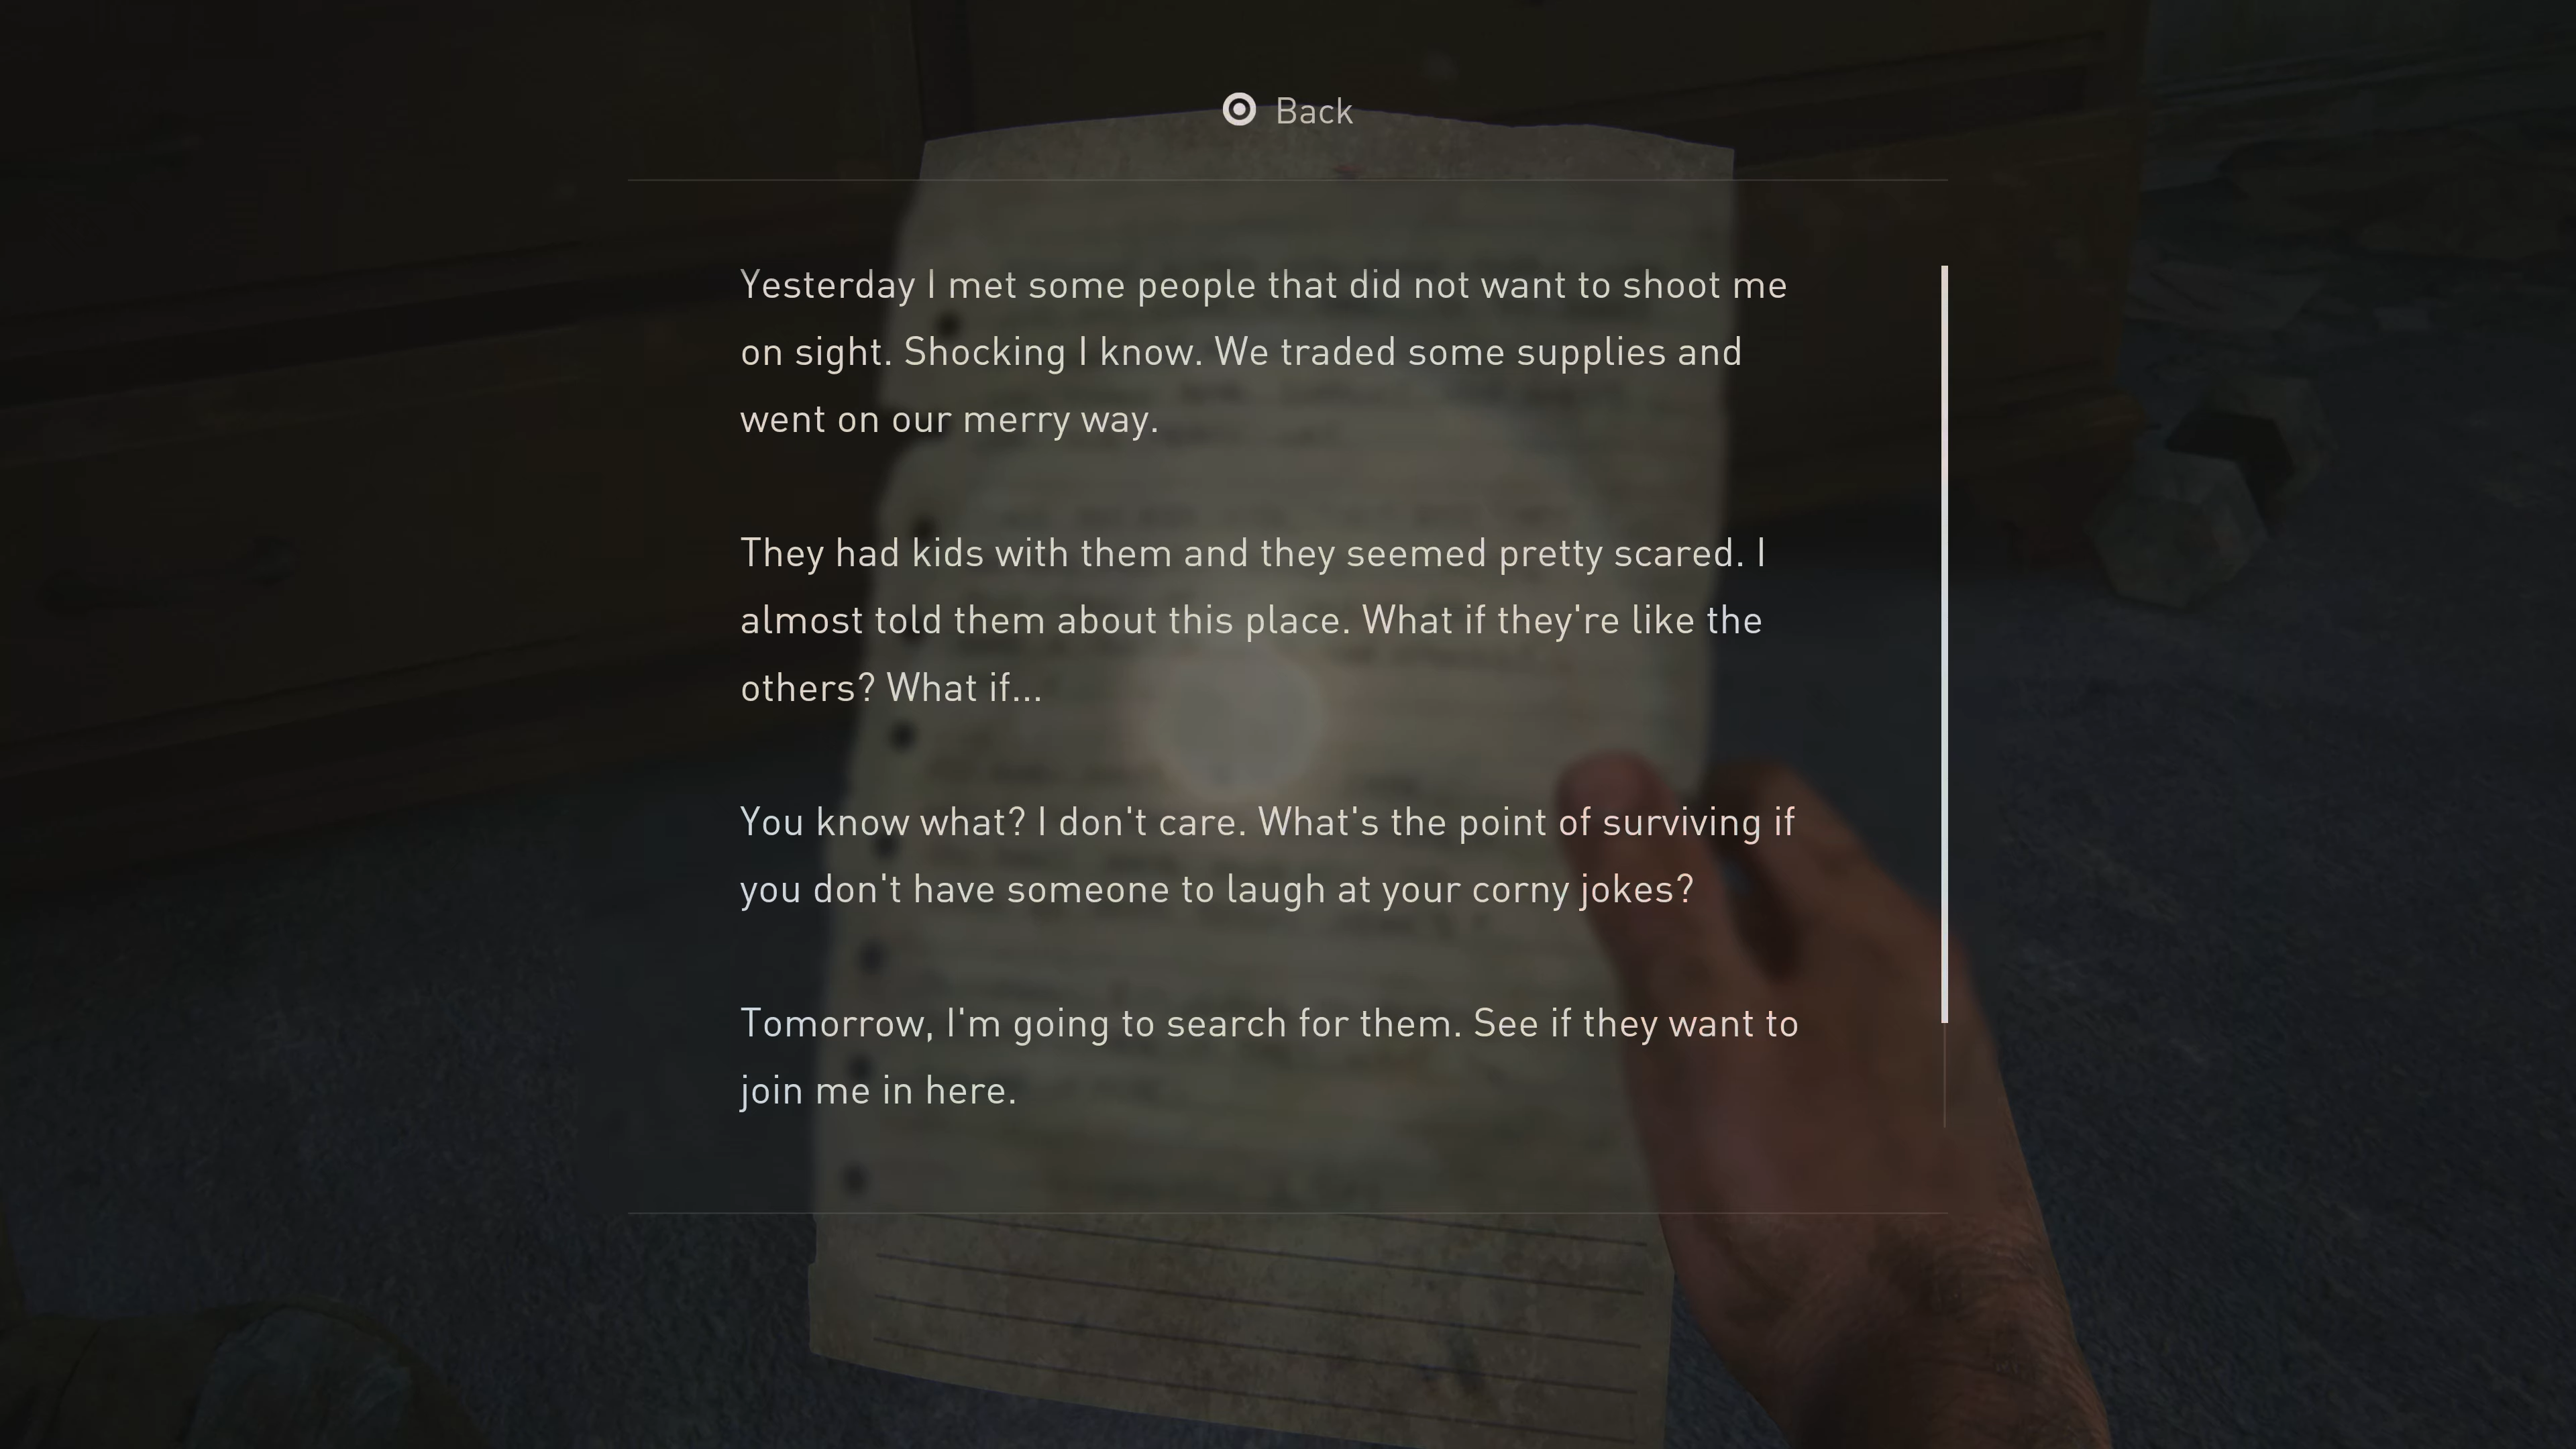 Back
Yesterday I met some people that did not want to shoot me
on sight. Shocking I know. We traded some supplies and
went on our merry way.
They had kids with them and they seemed pretty scared. I
almost told them about this place. What if they're like the
others? What if...
You know what? I don't care. What's the point of surviving if
you don't have someone to laugh at your corny jokes?
Tomorrow, I'm going to search for them. See if they want to
join me in here.